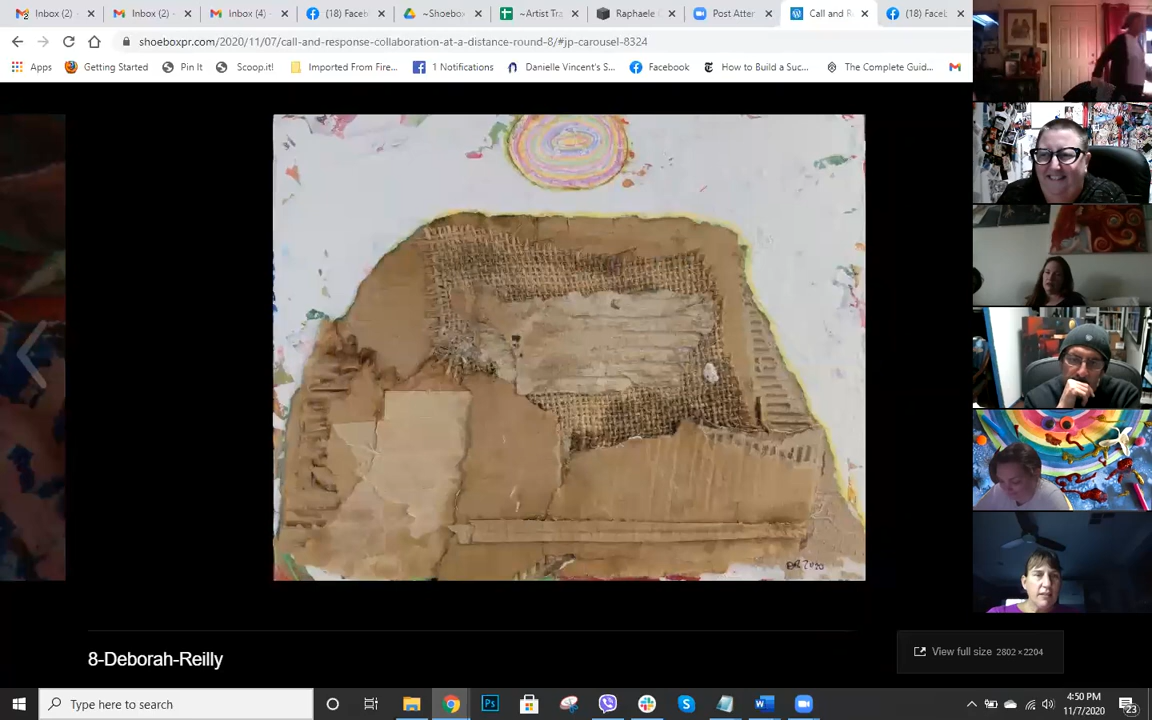 Inbox (2) -
Inbox (2) -
Inbox (4) -
(18) Faceb
~Shoebo
~Artist Tra
Raphaele
Post Atten
Call and R
(18) Facel
shoeboxpr.com/2020/11/07/call-and-response-collaboration-at-a-distance-round-8/#jp-carousel-8324
Apps
Getting Started
Pin It
Scoop.it!
Imported From Fire...
1 Notifications
Danielle Vincent's S...
Facebook
How to Build a Suc...
The Complete Guid...
8-Deborah-Reilly
View full size 2802×2204
Type here to search
4:50 PM
11/7/2020
23